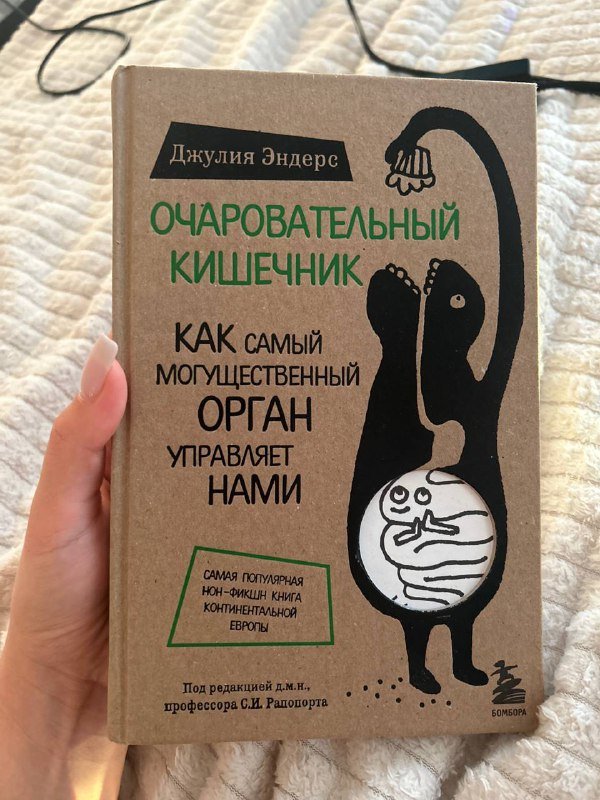 Джулия Эндерс
ОЧАРОВАТЕЛЬНЫЙ
КИШЕЧНИК
КАК САМЫЙ
МОГУЩЕСТВЕННЫЙ
ОРГАН
УПРАВЛЯЕТ
НАМИ
САМАЯ ПОПУЛЯРНАЯ
НОН-ФИКШН КНИГА
КОНТИНЕНТАЛЬНОЙ
ЕВРОПЫ
Под редакцией д.м.н.,
профессора С.И. Рапопорта
БОМБОРА